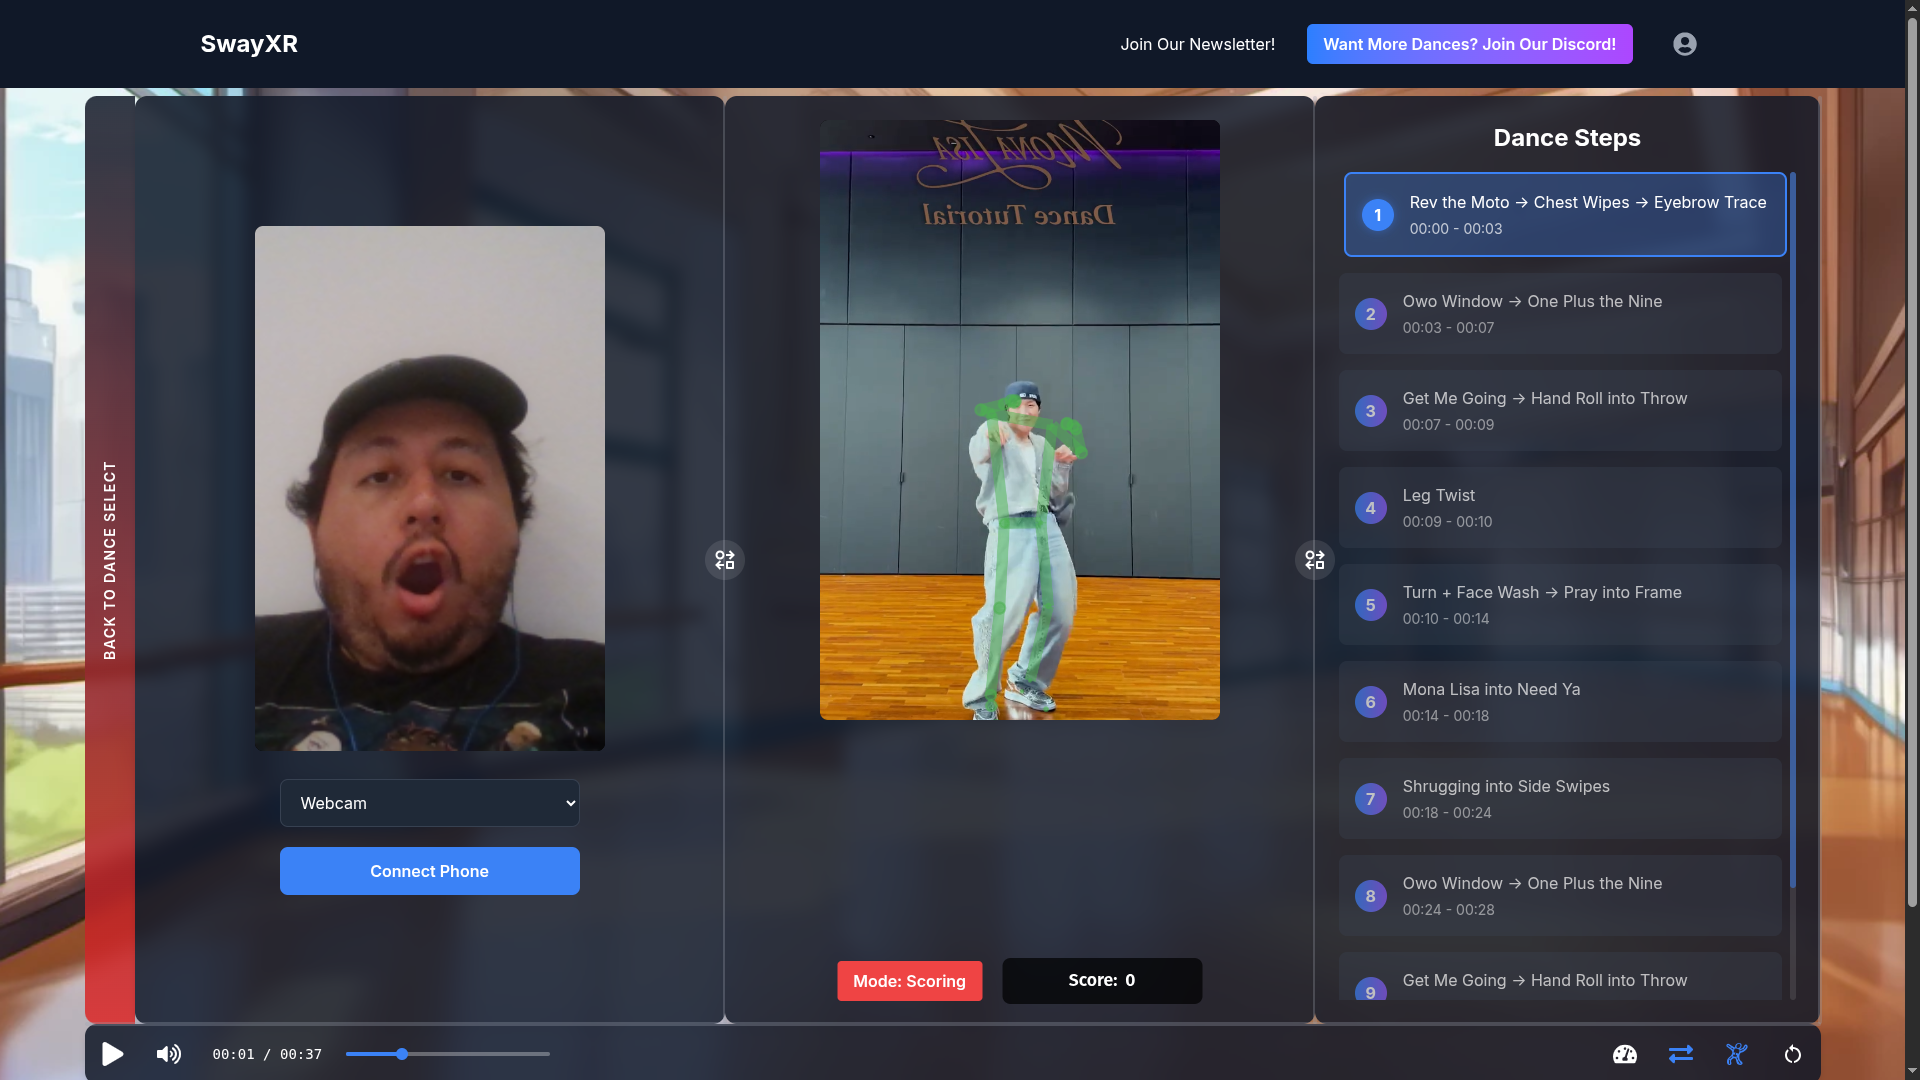 SwayXR
Join Our Newsletter!
Want More Dances? Join Our Discord!
BACK TO DANCE SELECT
Webcam
Connect Phone
MONA LISA
Dance Tutorial
Mode: Scoring
Score: 0
Dance Steps
1
Rev the Moto → Chest Wipes → Eyebrow Trace
00:00 - 00:03
2
Owo Window → One Plus the Nine
00:03 - 00:07
3
Get Me Going → Hand Roll into Throw
00:07 - 00:09
4
Leg Twist
00:09 - 00:10
5
Turn + Face Wash → Pray into Frame
00:10 - 00:14
6
Mona Lisa into Need Ya
00:14 - 00:18
7
Shrugging into Side Swipes
00:18 - 00:24
8
Owo Window → One Plus the Nine
00:24 - 00:28
9
Get Me Going → Hand Roll into Throw
00:01 / 00:37